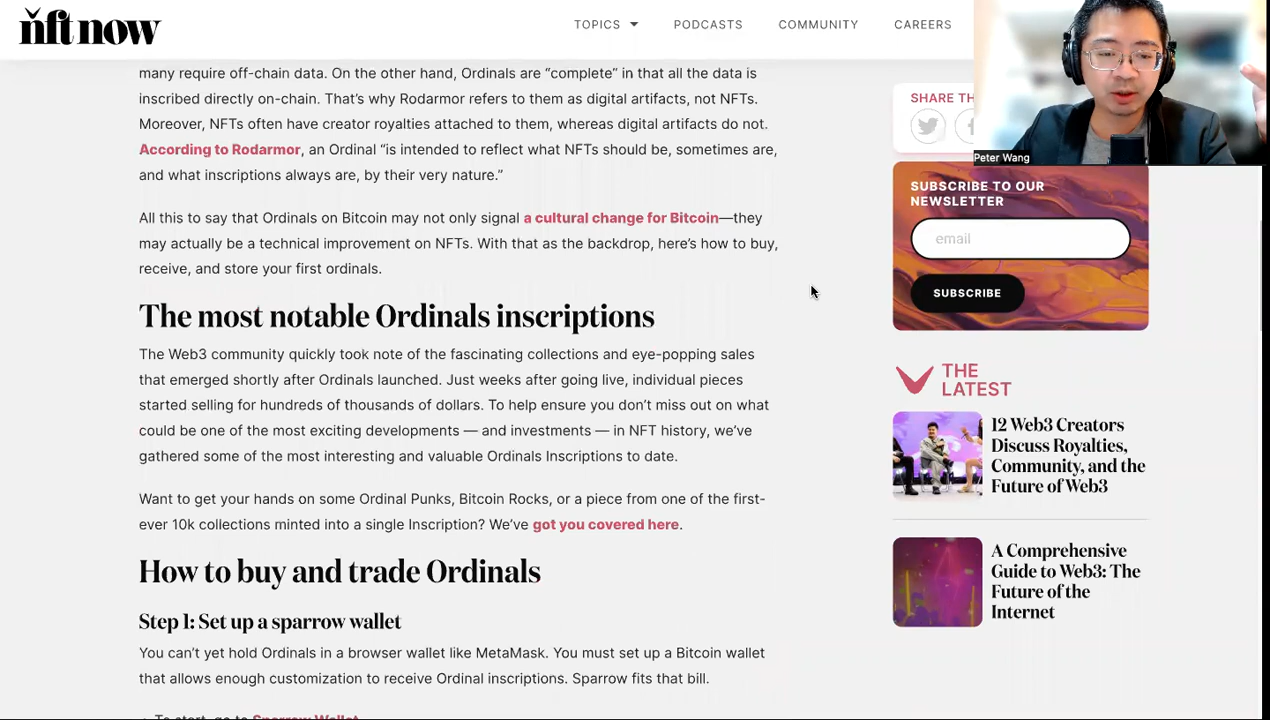 nft now
TOPICS
PODCASTS
COMMUNITY
CAREERS
many require off-chain data. On the other hand, Ordinals are “complete” in that all the data is
inscribed directly on-chain. That’s why Rodarmor refers to them as digital artifacts, not NFTs.
Moreover, NFTs often have creator royalties attached to them, whereas digital artifacts do not.
According to Rodarmor, an Ordinal “is intended to reflect what NFTs should be, sometimes are,
and what inscriptions always are, by their very nature.”
All this to say that Ordinals on Bitcoin may not only signal a cultural change for Bitcoin—they
may actually be a technical improvement on NFTs. With that as the backdrop, here’s how to buy,
receive, and store your first ordinals.
The most notable Ordinals inscriptions
The Web3 community quickly took note of the fascinating collections and eye-popping sales
that emerged shortly after Ordinals launched. Just weeks after going live, individual pieces
started selling for hundreds of thousands of dollars. To help ensure you don’t miss out on what
could be one of the most exciting developments — and investments — in NFT history, we’ve
gathered some of the most interesting and valuable Ordinals Inscriptions to date.
Want to get your hands on some Ordinal Punks, Bitcoin Rocks, or a piece from one of the first-
ever 10k collections minted into a single Inscription? We’ve got you covered here.
How to buy and trade Ordinals
Step 1: Set up a sparrow wallet
You can’t yet hold Ordinals in a browser wallet like MetaMask. You must set up a Bitcoin wallet
that allows enough customization to receive Ordinal inscriptions. Sparrow fits that bill.
To start, go to Sparrow Wallet
SHARE TH
Peter Wang
SUBSCRIBE TO OUR
NEWSLETTER
email
SUBSCRIBE
THE
LATEST
12 Web3 Creators
Discuss Royalties,
Community, and the
Future of Web3
A Comprehensive
Guide to Web3: The
Future of the
Internet